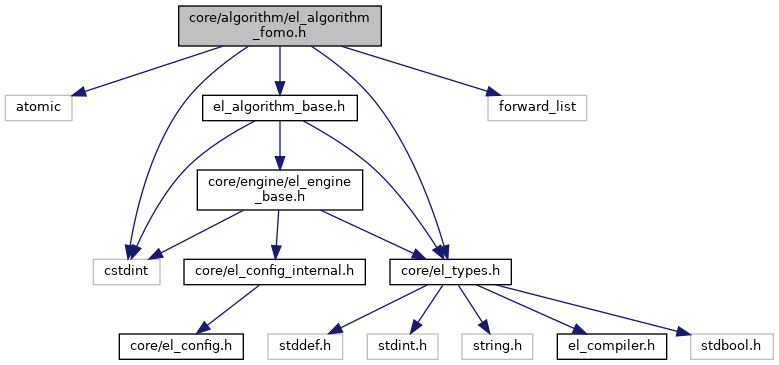 core/algorithm/el_algorithm
_fomo.h
atomic
el_algorithm_base.h
forward_list
core/engine/el_engine
_base.h
cstdint
core/el_config_internal.h
core/el_types.h
core/el_config.h
stddef.h
stdint.h
string.h
el_compiler.h
stdbool.h